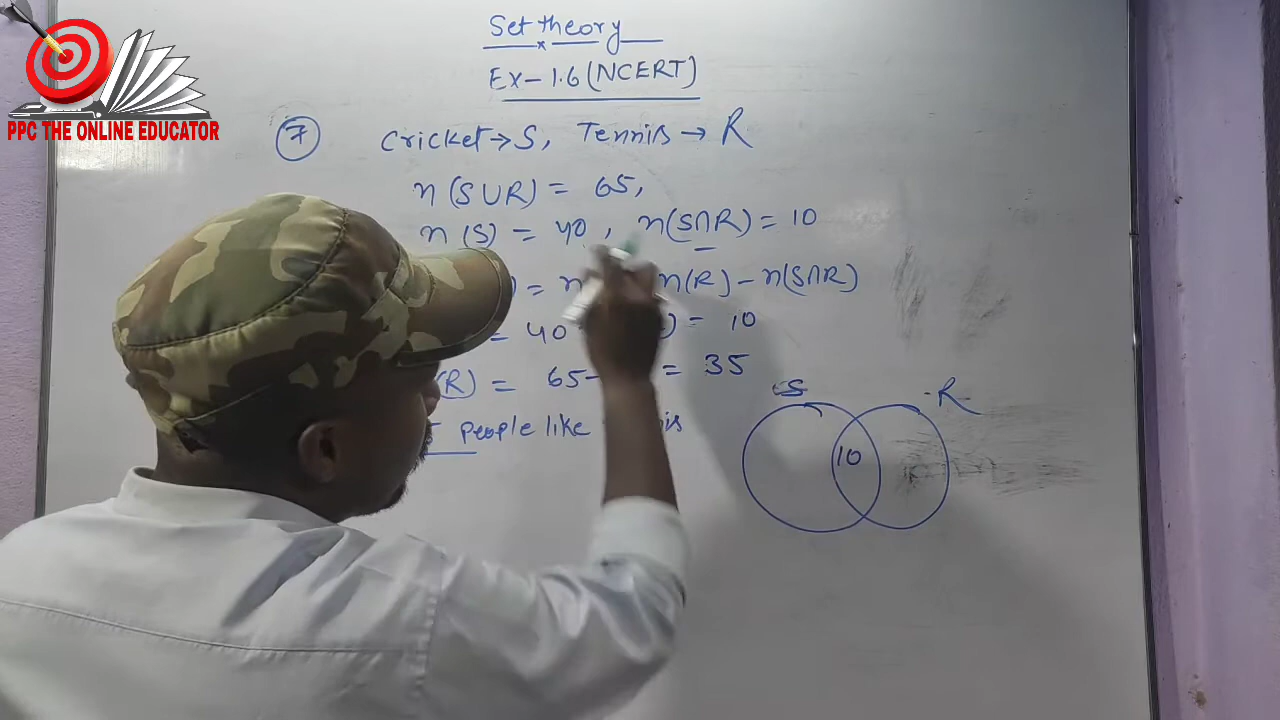 Set theory
Ex-1.6 (NCERT)
PPC THE ONLINE EDUCATOR
7 Cricket → S, Tennis → R
n(S∪R) = 65,
n(S) = 40, n(S∩R) = 10
) = n n(R) - n(S∩R)
= 40 ) = 10
(R) = 65- = 35
people like
S R
10